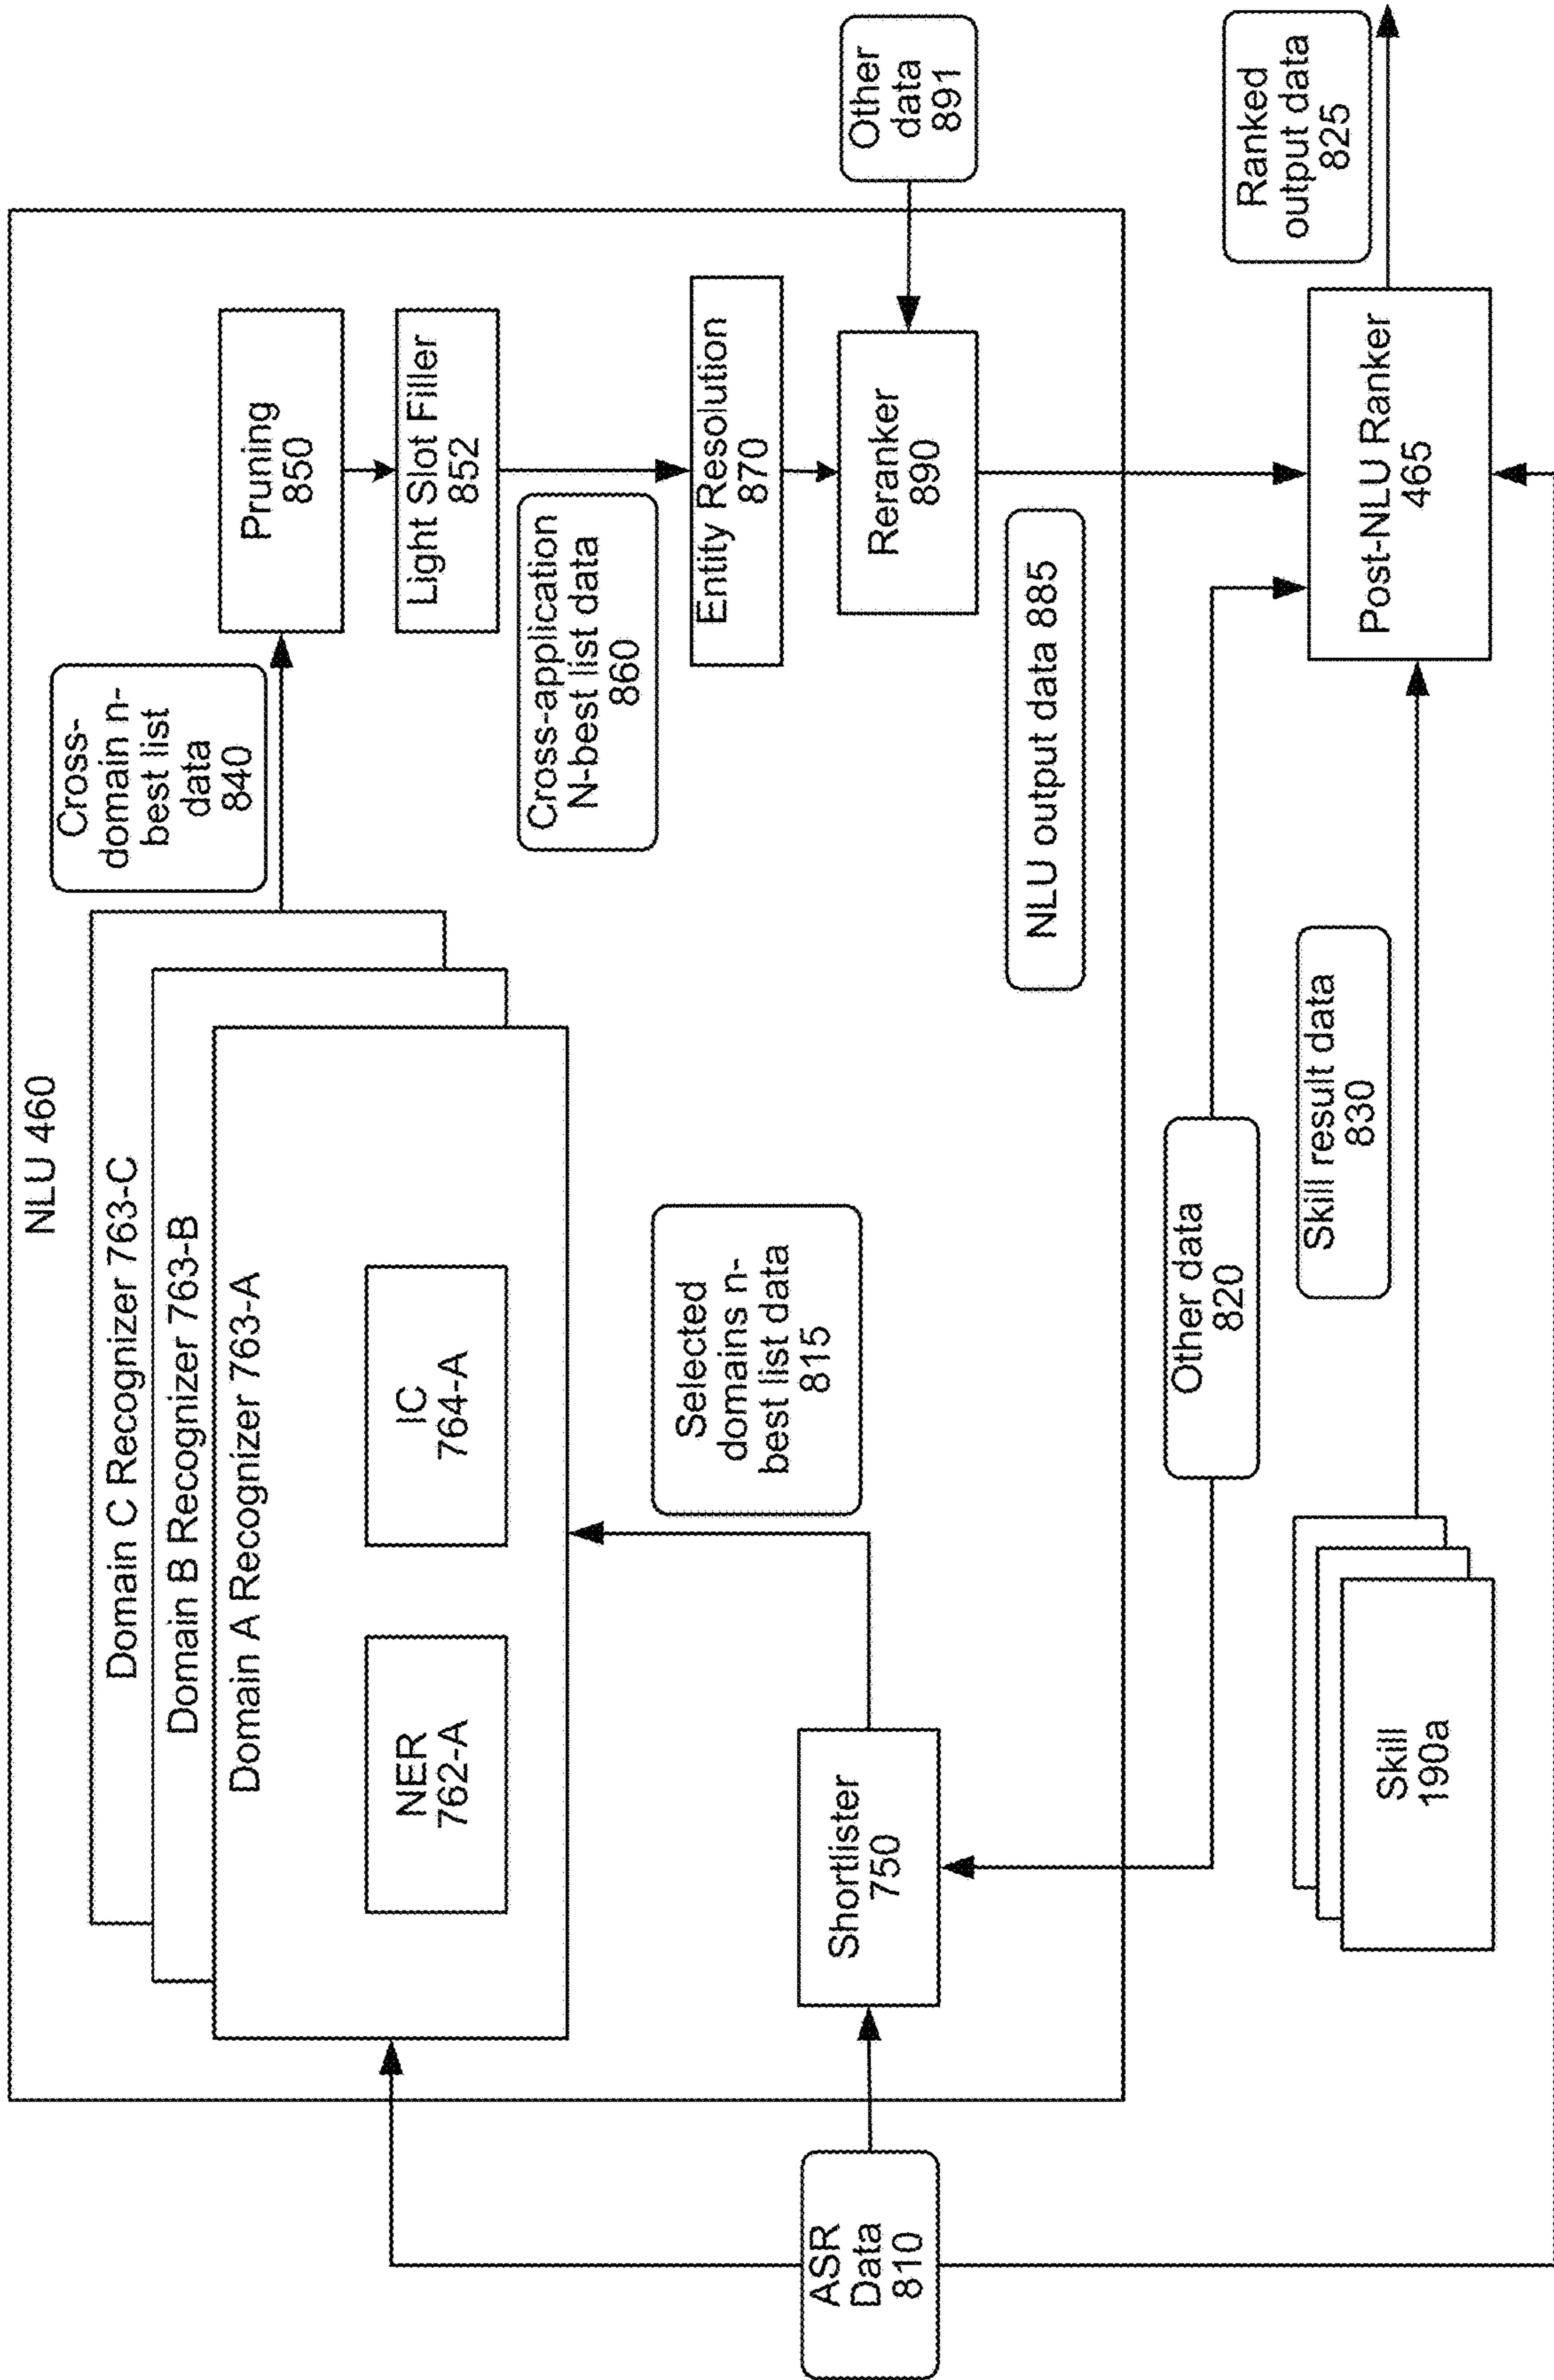 NLU 460
Domain C Recognizer 763-C
Domain B Recognizer 763-B
Domain A Recognizer 763-A
NER
762-A
IC
764-A
Cross-
domain n-
best list
data
840
Pruning
850
Light Slot Filler
852
Cross-application
N-best list data
860
Entity Resolution
870
Reranker
890
Other
data
891
Selected
domains n-
best list data
815
Shortlister
750
ASR
Data
810
NLU output data 885
Other data
820
Skill result data
830
Skill
190a
Post-NLU Ranker
465
Ranked
output data
825